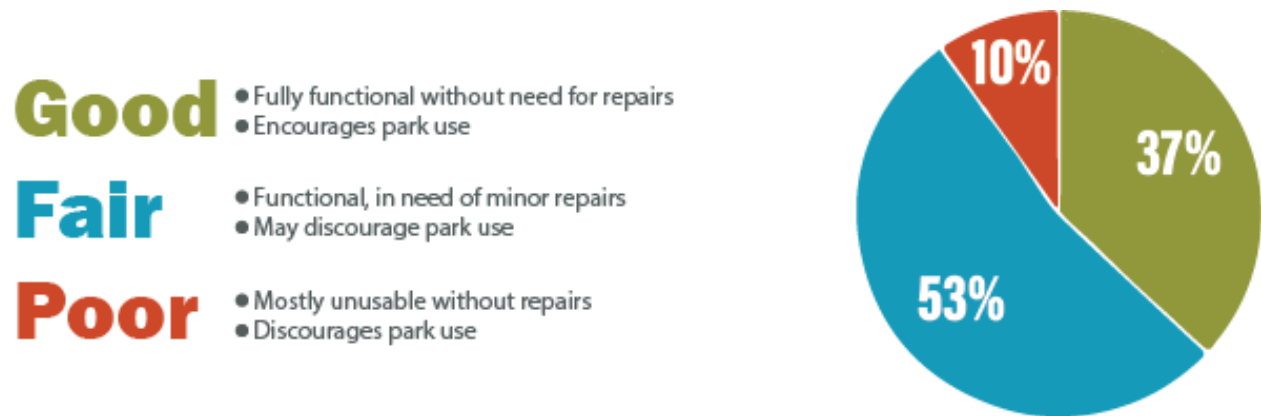 Good
● Fully functional without need for repairs
● Encourages park use
Fair
● Functional, in need of minor repairs
● May discourage park use
Poor
● Mostly unusable without repairs
● Discourages park use
10%
37%
53%